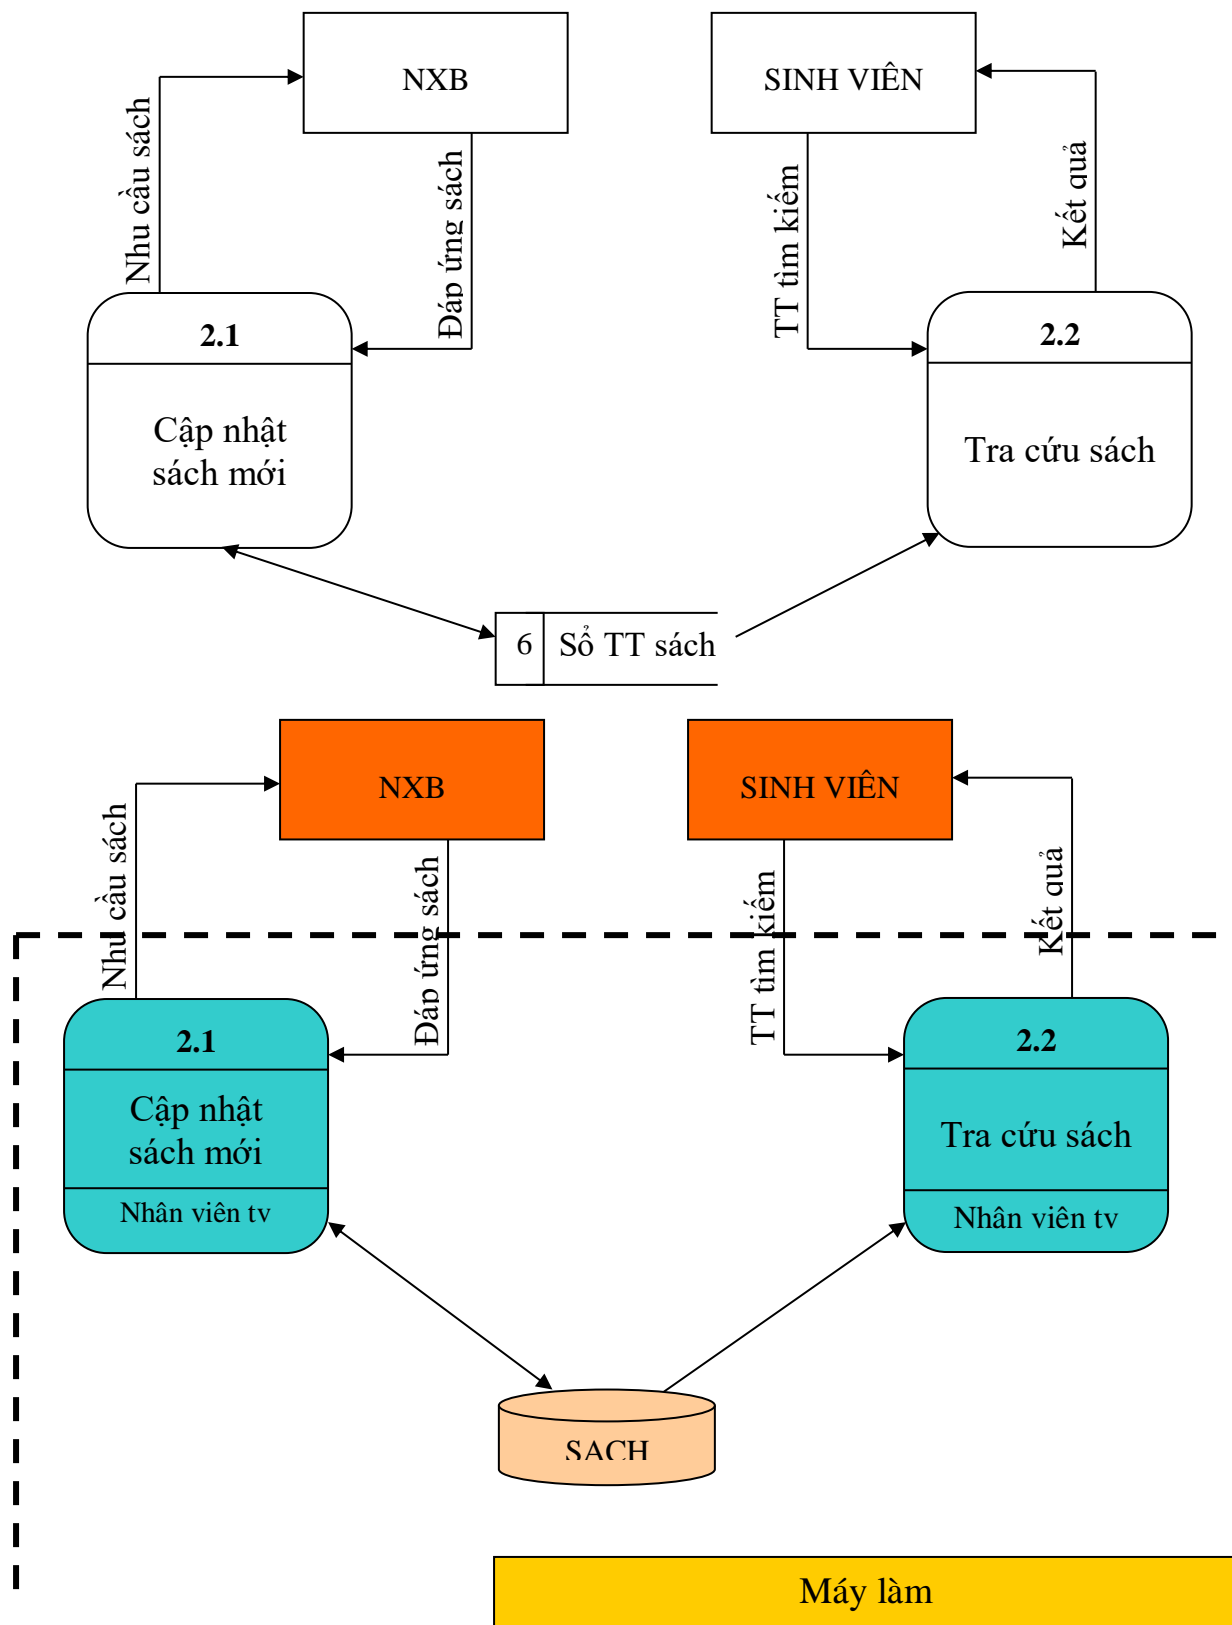 NXB
SINH VIÊN
Nhu cầu sách
Đáp ứng sách
TT tìm kiếm
Kết quả
2.1
Cập nhật
sách mới
2.2
Tra cứu sách
6
Sổ TT sách
NXB
SINH VIÊN
Nhu cầu sách
Đáp ứng sách
TT tìm kiếm
Kết quả
2.1
Cập nhật
sách mới
Nhân viên tv
2.2
Tra cứu sách
Nhân viên tv
SACH
Máy làm